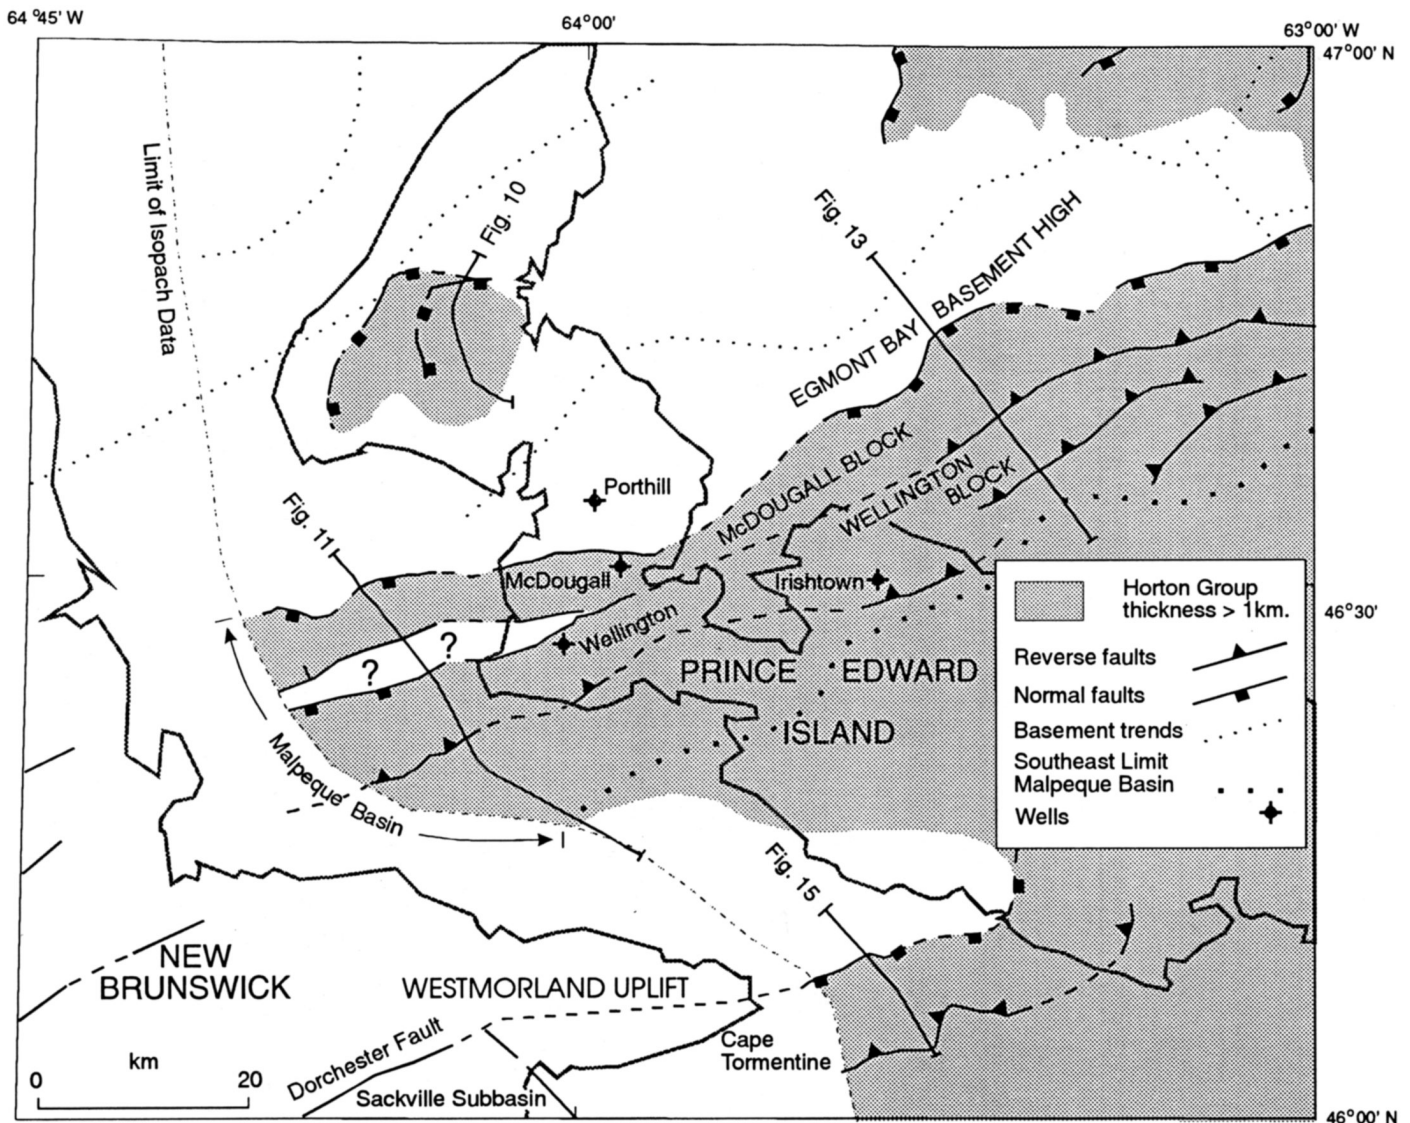 64 °45' W
64°00'
63°00' W
47°00' N
Limit of Isopach Data
Fig. 10
Fig. 13
EGMONT BAY BASEMENT HIGH
McDOUGALL BLOCK
WELLINGTON
BLOCK
Porthill
Fig. 11
McDougall
Irishtown
Wellington
?
?
PRINCE EDWARD
ISLAND
Malpeque Basin
Horton Group
thickness > 1km.
Reverse faults
Normal faults
Basement trends
Southeast Limit
Malpeque Basin
Wells
46°30'
Fig. 15
NEW
BRUNSWICK
WESTMORLAND UPLIFT
Dorchester Fault
Cape
Tormentine
Sackville Subbasin
km
0 20
46°00' N